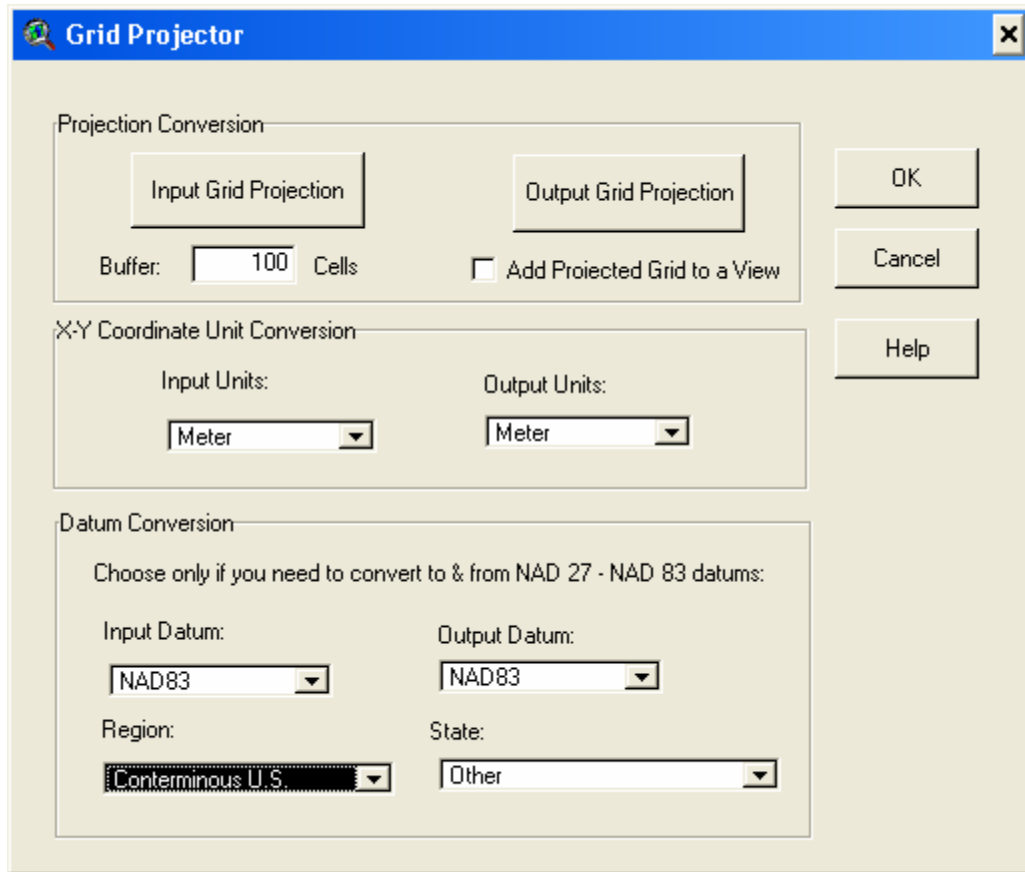 Grid Projector
Projection Conversion
Input Grid Projection
Output Grid Projection
OK
Buffer: 100 Cells
Add Projected Grid to a View
Cancel
X-Y Coordinate Unit Conversion
Help
Input Units:
Output Units:
Meter
Meter
Datum Conversion
Choose only if you need to convert to & from NAD 27 - NAD 83 datums:
Input Datum:
Output Datum:
NAD83
NAD83
Region:
State:
Conterminous U.S.
Other